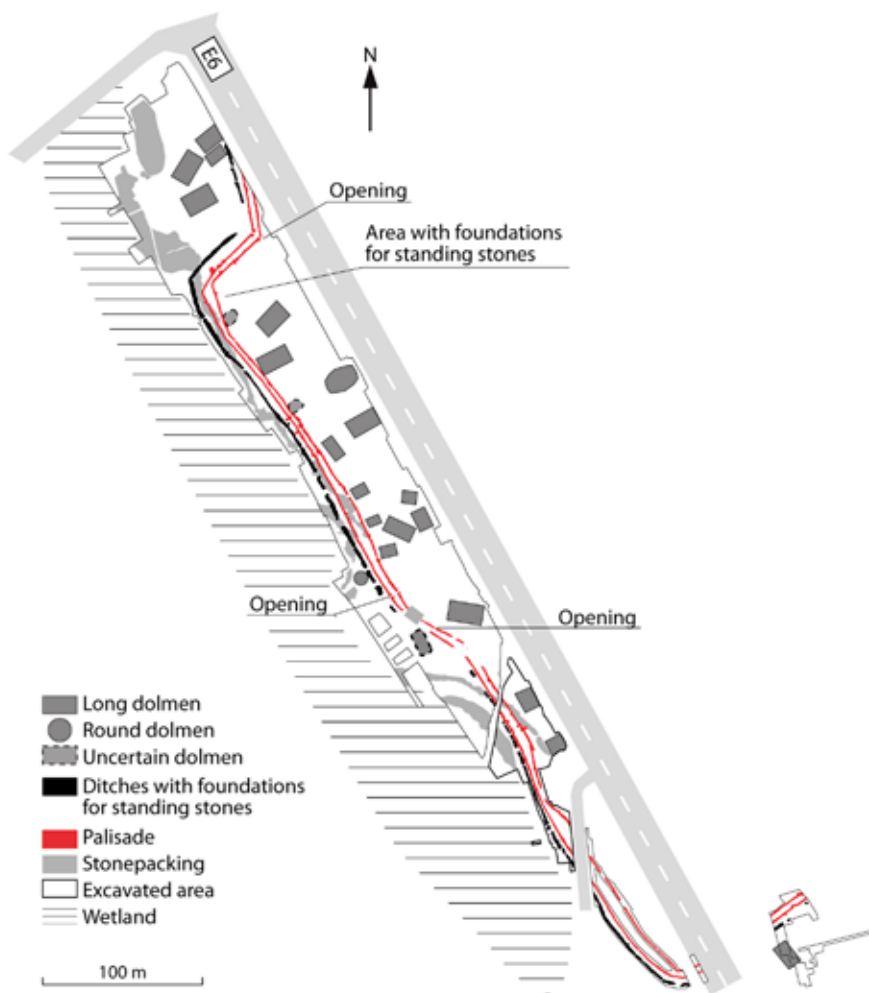 E6
N
Opening
Area with foundations
for standing stones
Opening
Opening
Long dolmen
Round dolmen
Uncertain dolmen
Ditches with foundations
for standing stones
Palisade
Stonepacking
Excavated area
Wetland
100 m